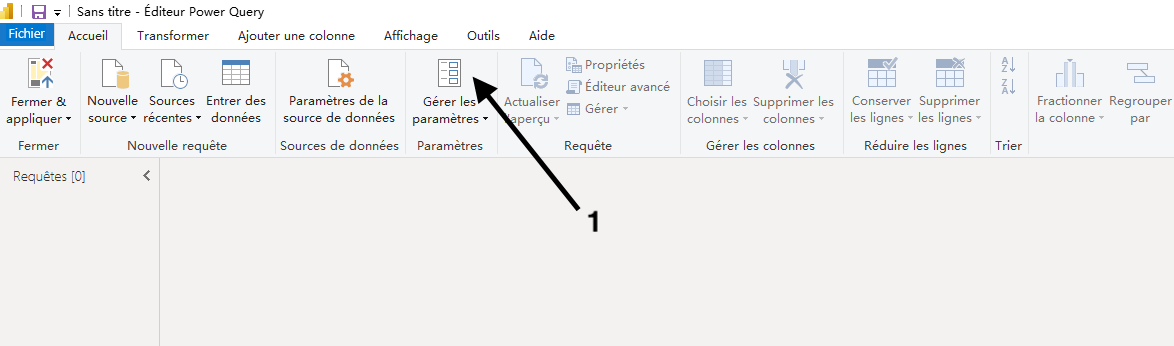 Sans titre - Éditeur Power Query
Fichier Accueil Transformer Ajouter une colonne Affichage Outils Aide
Fermer & appliquer
Nouvelle source
Sources récentes
Entrer des données
Paramètres de la source de données
Gérer les paramètres
Actualiser l'aperçu
Propriétés
Éditeur avancé
Gérer
Choisir les colonnes
Supprimer les colonnes
Conserver les lignes
Supprimer les lignes
A Z
Z A
Fractionner la colonne
Regrouper par
Fermer Nouvelle requête Sources de données Paramètres Requête Gérer les colonnes Réduire les lignes Trier
Requêtes [0]
1